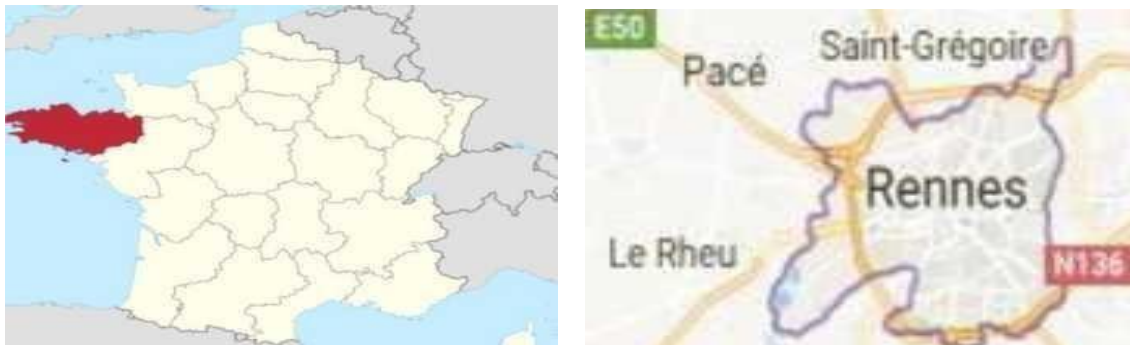 E50
Saint-Grégoire
Pacé
Rennes
Le Rheu
N136